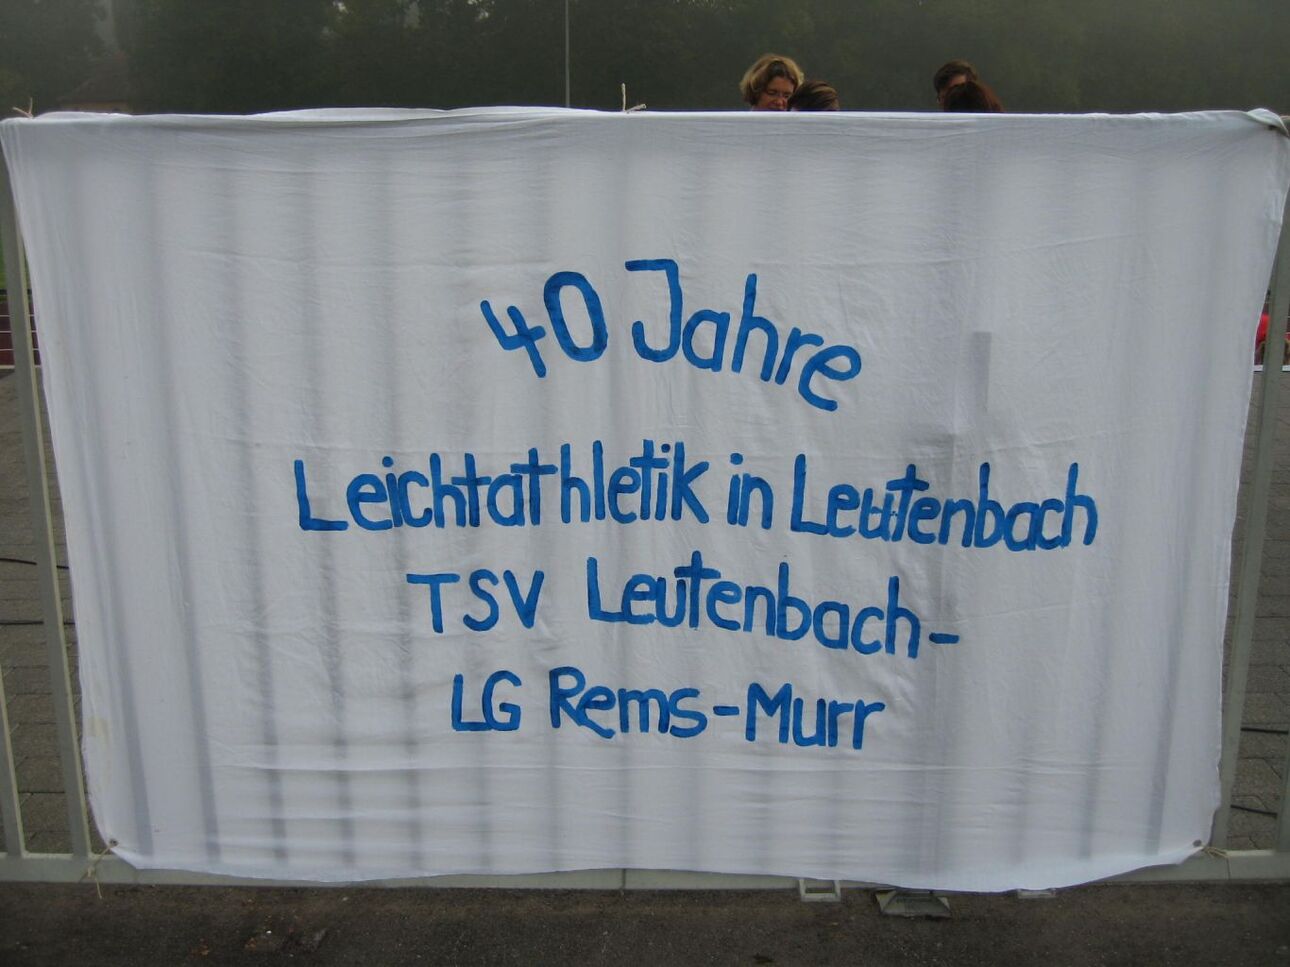 40 Jahre
Leichtathletik in Leutenbach
TSV Leutenbach-
LG Rems-Murr